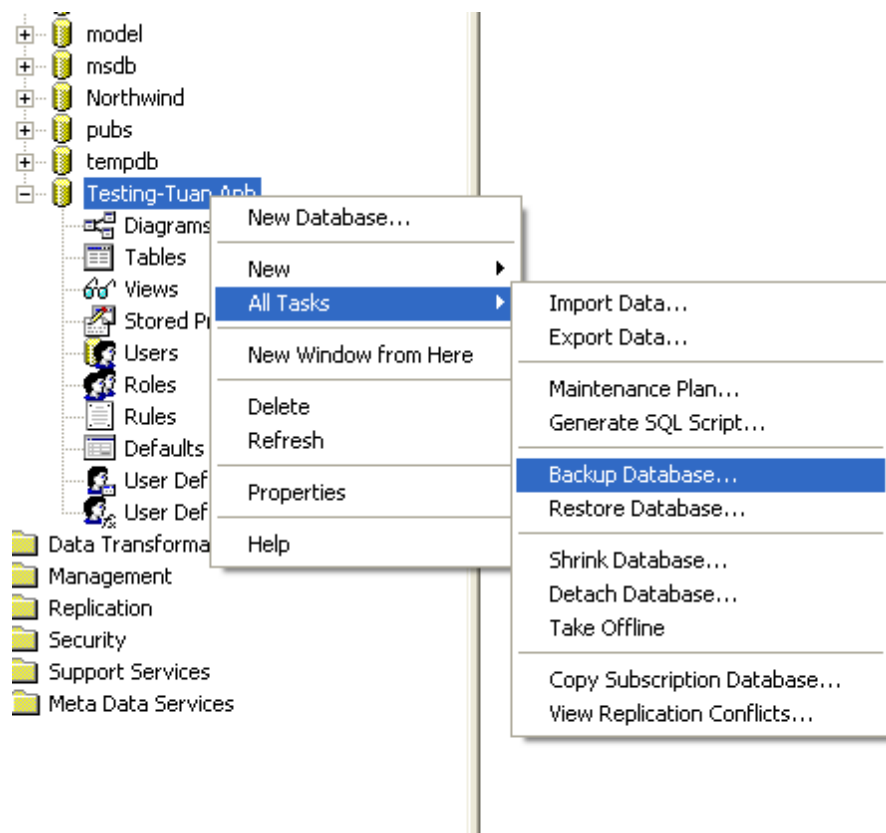 model
msdb
Northwind
pubs
tempdb
Testing-Tuan Anh
Diagrams
Tables
Views
Stored
Users
Roles
Rules
Defaults
User Def
User Def
Data Transforma
Management
Replication
Security
Support Services
Meta Data Services
New Database...
New
All Tasks
New Window from Here
Delete
Refresh
Properties
Help
Import Data...
Export Data...
Maintenance Plan...
Generate SQL Script...
Backup Database...
Restore Database...
Shrink Database...
Detach Database...
Take Offline
Copy Subscription Database...
View Replication Conflicts...